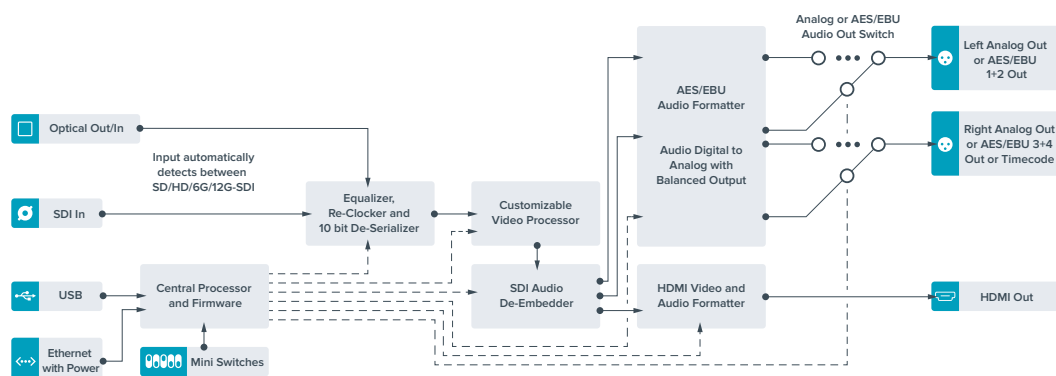 Analog or AES/EBU
Audio Out Switch
Left Analog Out
or AES/EBU
1+2 Out
AES/EBU
Audio Formatter
Optical Out/In
Right Analog Out
or AES/EBU 3+4
Out or Timecode
Audio Digital to
Analog with
Balanced Output
Input automatically
detects between
SD/HD/6G/12G-SDI
SDI In
Equalizer,
Re-Clocker and
10 bit De-Serializer
Customizable
Video Processor
USB
Central Processor
and Firmware
SDI Audio
De-Embedder
HDMI Video and
Audio Formatter
HDMI Out
Ethernet
with Power
Mini Switches